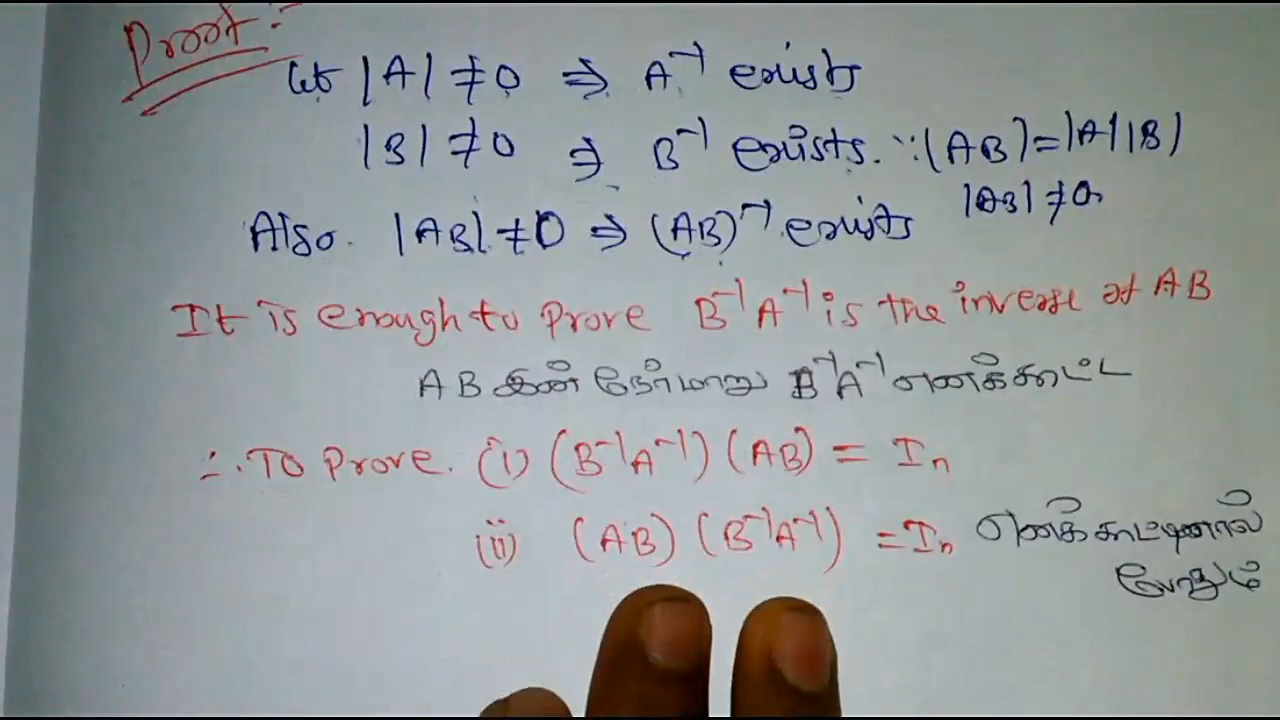 Proof :-
Let |A| ≠ 0 ⇒ A⁻¹ exists
|B| ≠ 0 ⇒ B⁻¹ exists. ∵ |AB| = |A||B|
|AB| ≠ 0.
Also. |AB| ≠ 0 ⇒ (AB)⁻¹ exists
It is enough to prove B⁻¹A⁻¹ is the inverse of AB
AB இன் நேர்மாறு B⁻¹A⁻¹ எனக்காட்ட
∴ To Prove. (i) (B⁻¹A⁻¹) (AB) = Iₙ
(ii) (AB) (B⁻¹A⁻¹) = Iₙ எனக்காட்டினால்
போதும்